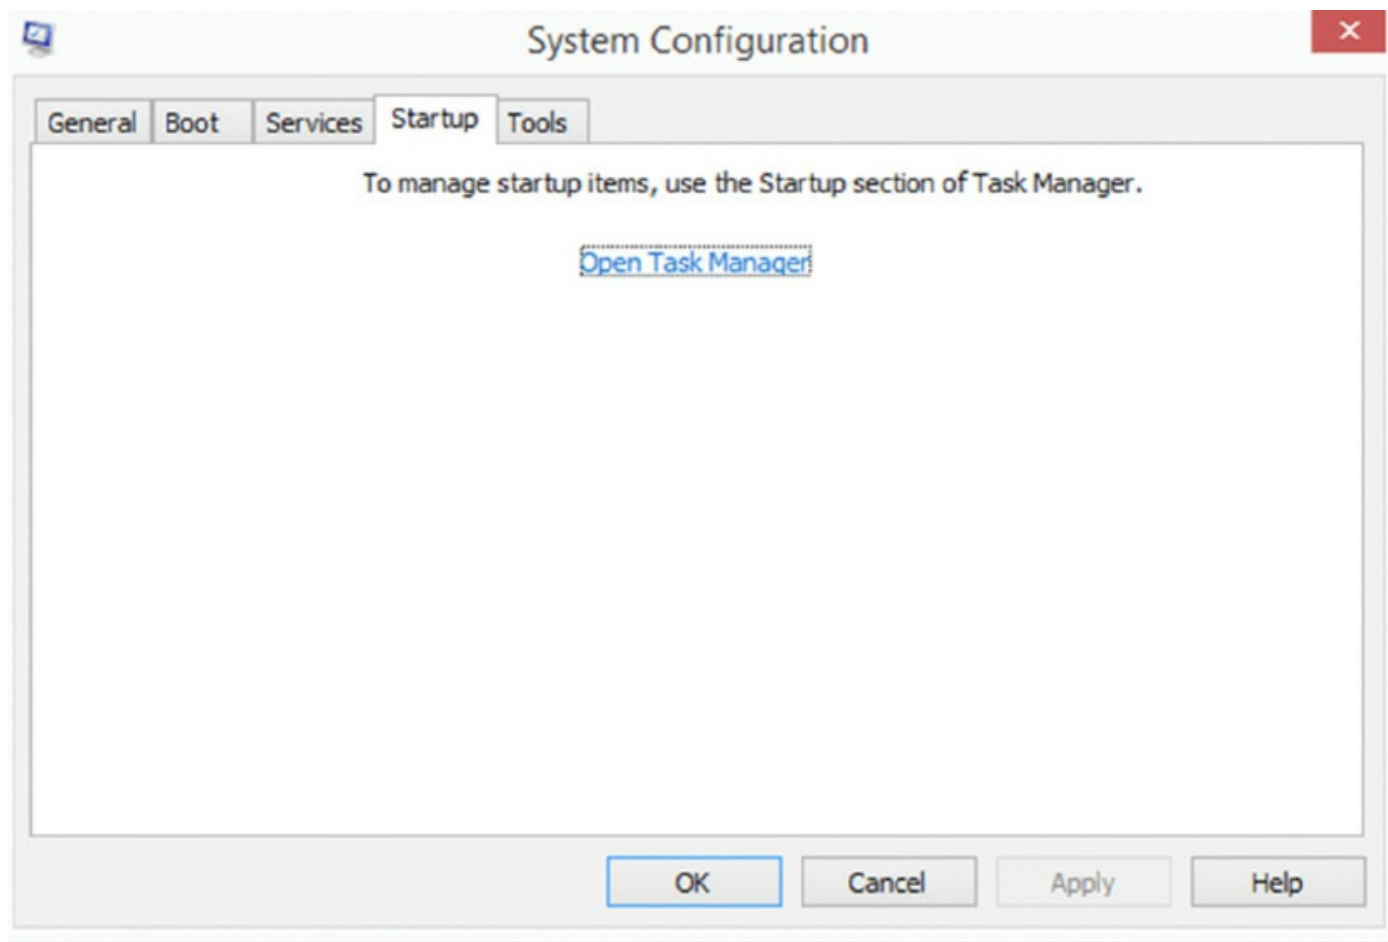 System Configuration
General Boot Services Startup Tools
To manage startup items, use the Startup section of Task Manager.
Open Task Manager
OK Cancel Apply Help